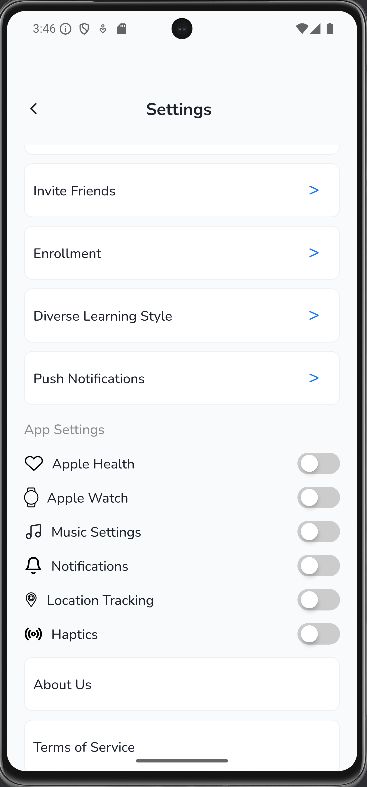 3:46
Settings
Invite Friends >
Enrollment >
Diverse Learning Style >
Push Notifications >
App Settings
Apple Health
Apple Watch
Music Settings
Notifications
Location Tracking
Haptics
About Us
Terms of Service